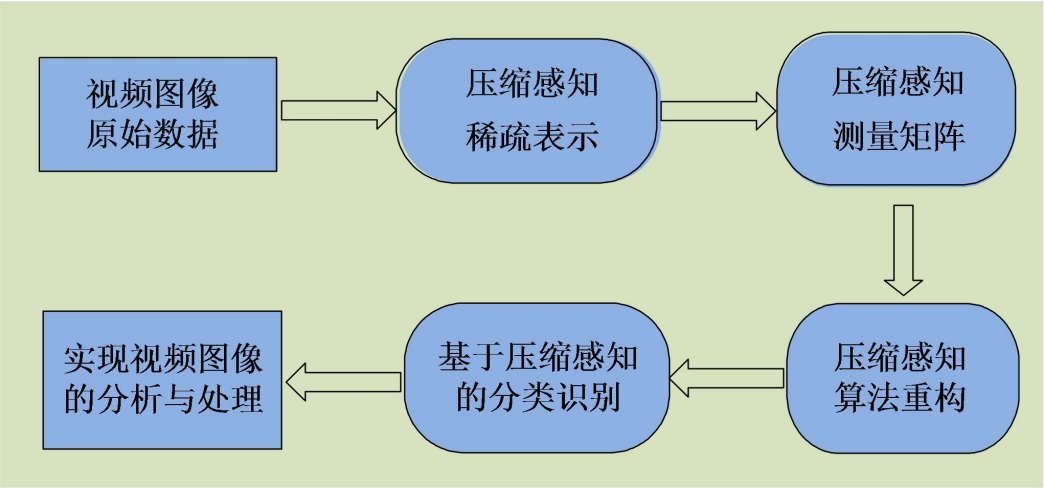 视频图像
原始数据
压缩感知
稀疏表示
压缩感知
测量矩阵
压缩感知
算法重构
基于压缩感知
的分类识别
实现视频图像
的分析与处理